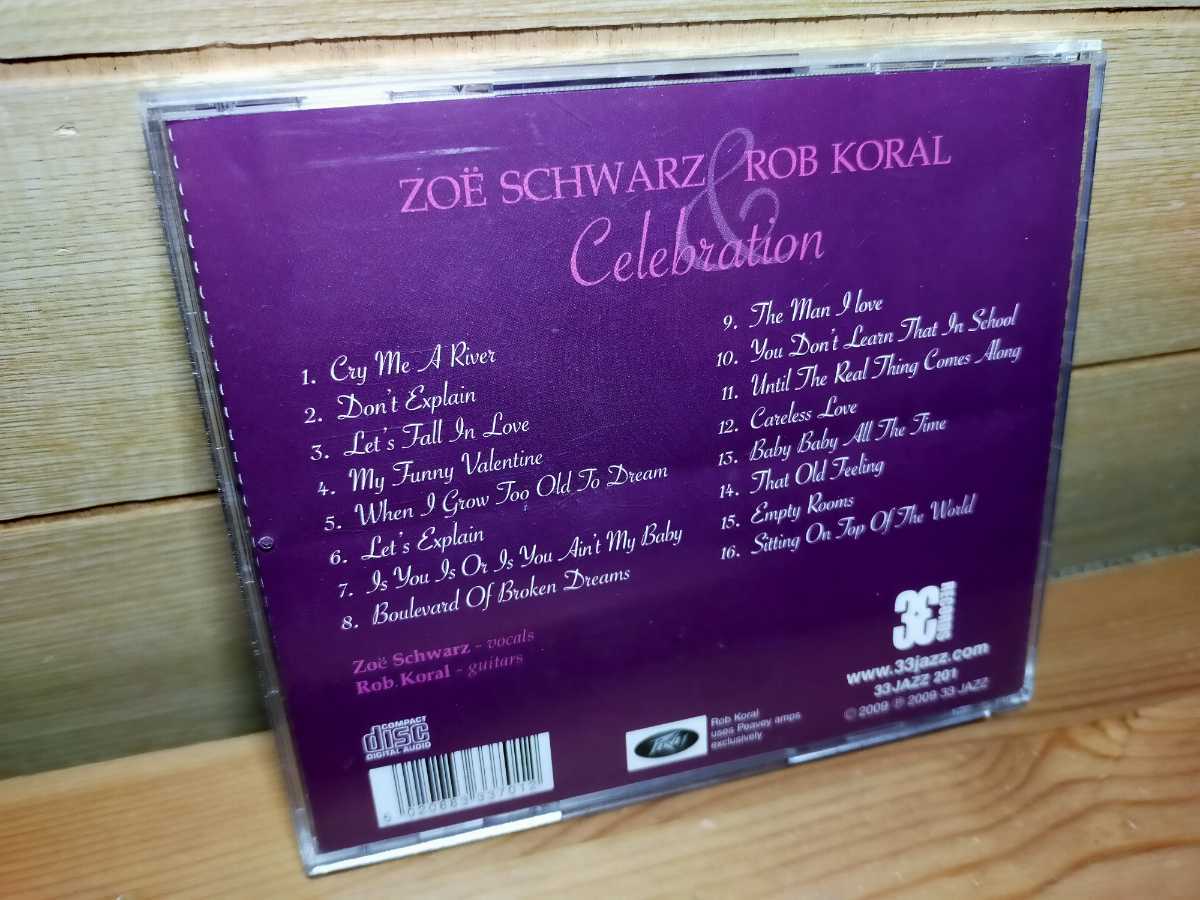 ZOË SCHWARZ & ROB KORAL
Celebration
1. Cry Me A River
2. Don't Explain
3. Let's Fall In Love
4. My Funny Valentine
5. When I Grow Too Old To Dream
6. Let's Explain
7. Is You Is Or Is You Ain't My Baby
8. Boulevard Of Broken Dreams
9. The Man I love
10. You Don't Learn That In School
11. Until The Real Thing Comes Along
12. Careless Love
13. Baby Baby All The Time
14. That Old Feeling
15. Empty Rooms
16. Sitting On Top Of The World
Zoë Schwarz - vocals
Rob Koral - guitars
COMPACT
disc
DIGITAL AUDIO
5 020883 337012
Peavey
Rob Koral
uses Peavey amps
exclusively
33
RECORDS
www.33jazz.com
33JAZZ 201
© 2009 ℗ 2009 33 JAZZ